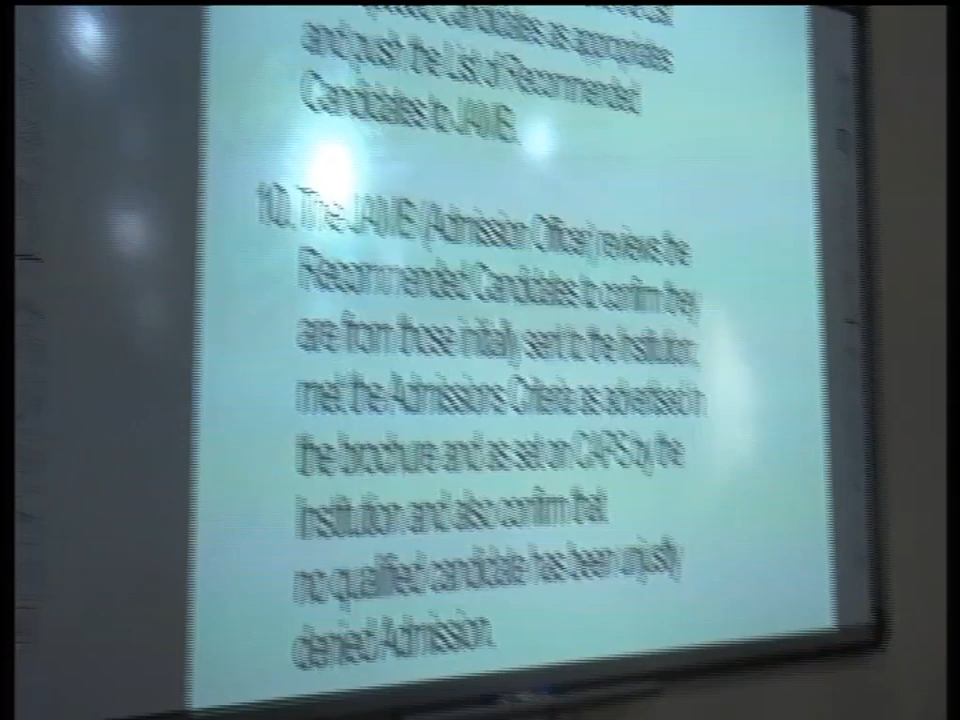 Candidates as appropriate
and push the List of Recommended
Candidates to JAMB.
10. The JAMB (Admission Officer) reviews the
Recommended Candidates to confirm they
are from those initially sent to the Institution,
met the Admissions Criteria as advertised in
the brochure and as set on CAPS by the
Institution and also confirm that
no qualified candidate has been unjustly
denied Admission.